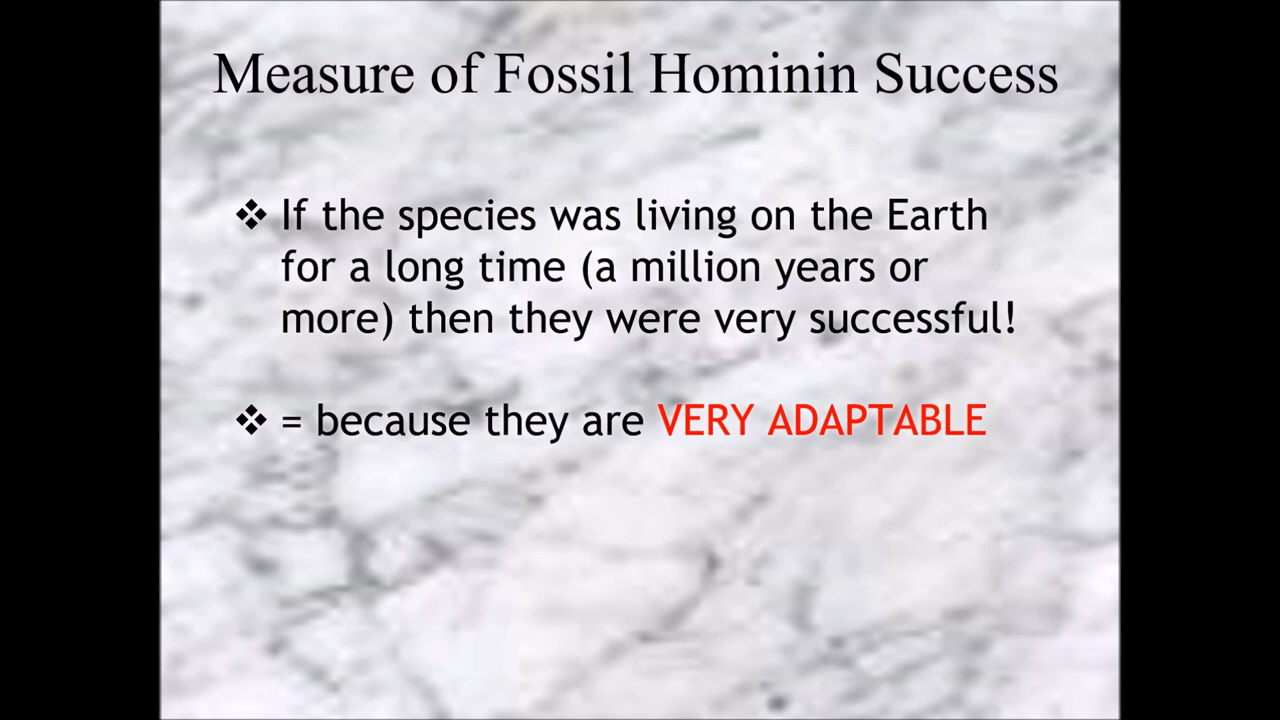 Measure of Fossil Hominin Success
❖ If the species was living on the Earth
for a long time (a million years or
more) then they were very successful!
❖ = because they are VERY ADAPTABLE